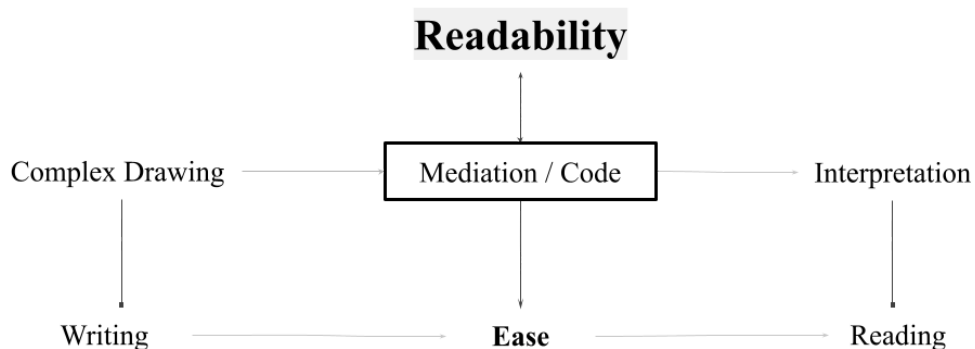 Readability
Complex Drawing
Mediation / Code
Interpretation
Writing
Ease
Reading